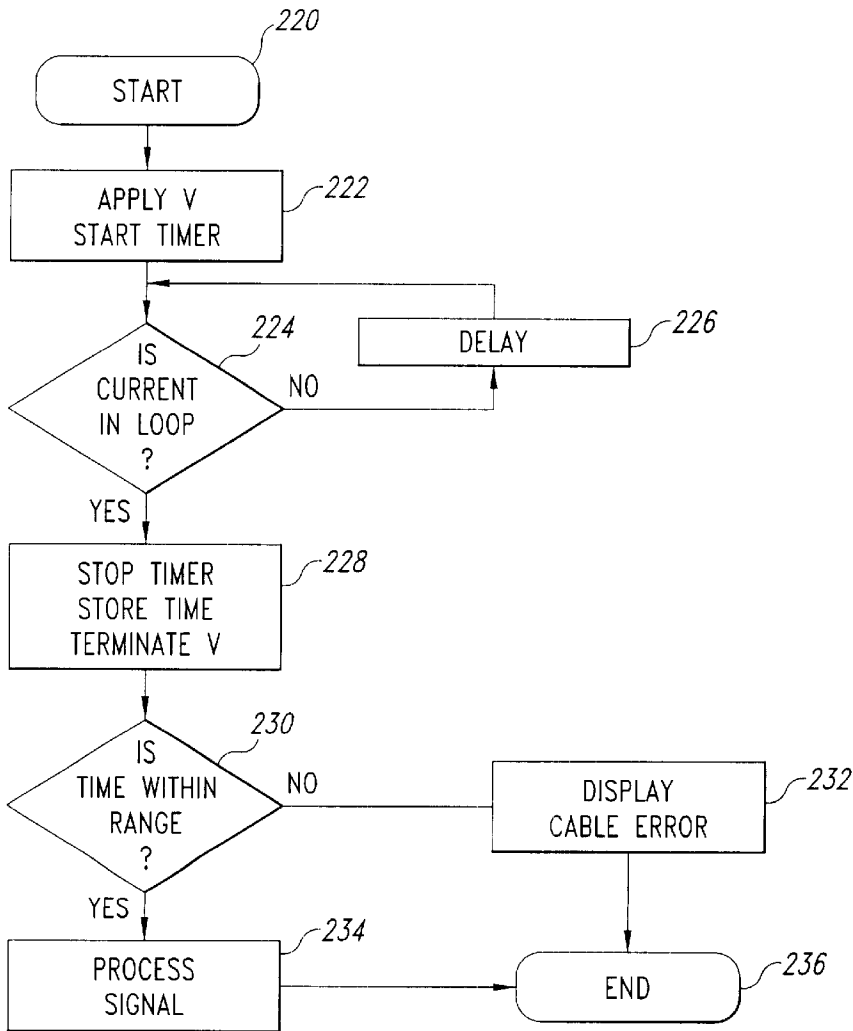 220
START
APPLY V
START TIMER
222
IS
CURRENT
IN LOOP
?
224
NO
DELAY
226
YES
STOP TIMER
STORE TIME
TERMINATE V
228
IS
TIME WITHIN
RANGE
?
230
NO
DISPLAY
CABLE ERROR
232
YES
PROCESS
SIGNAL
234
END
236